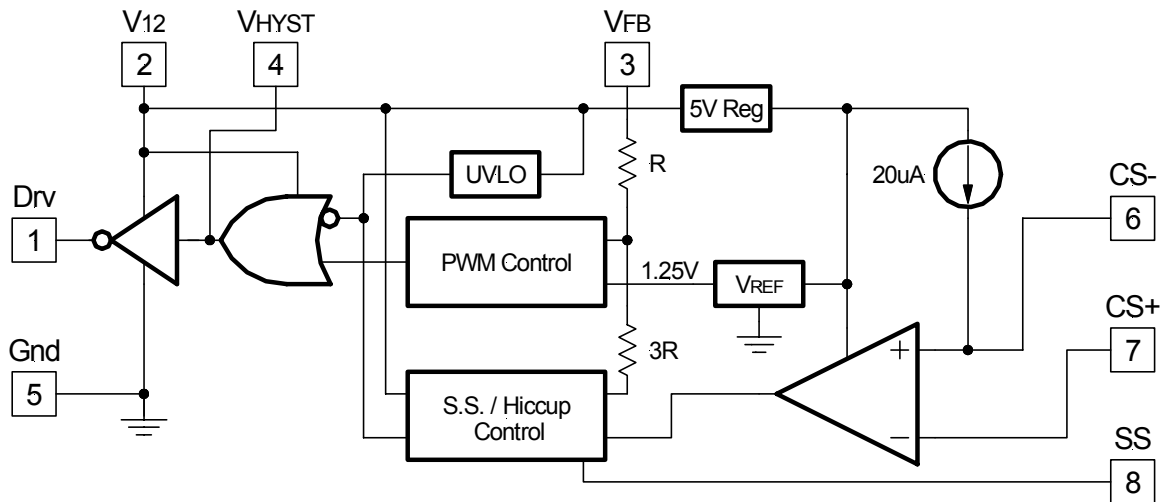 V12
VHYST
VFB
2
4
3
5V Reg
R
UVLO
20uA
CS-
Drv
6
1
PWM Control
1.25V
VREF
CS+
Gnd
3R
+
7
5
S.S. / Hiccup
Control
−
SS
8